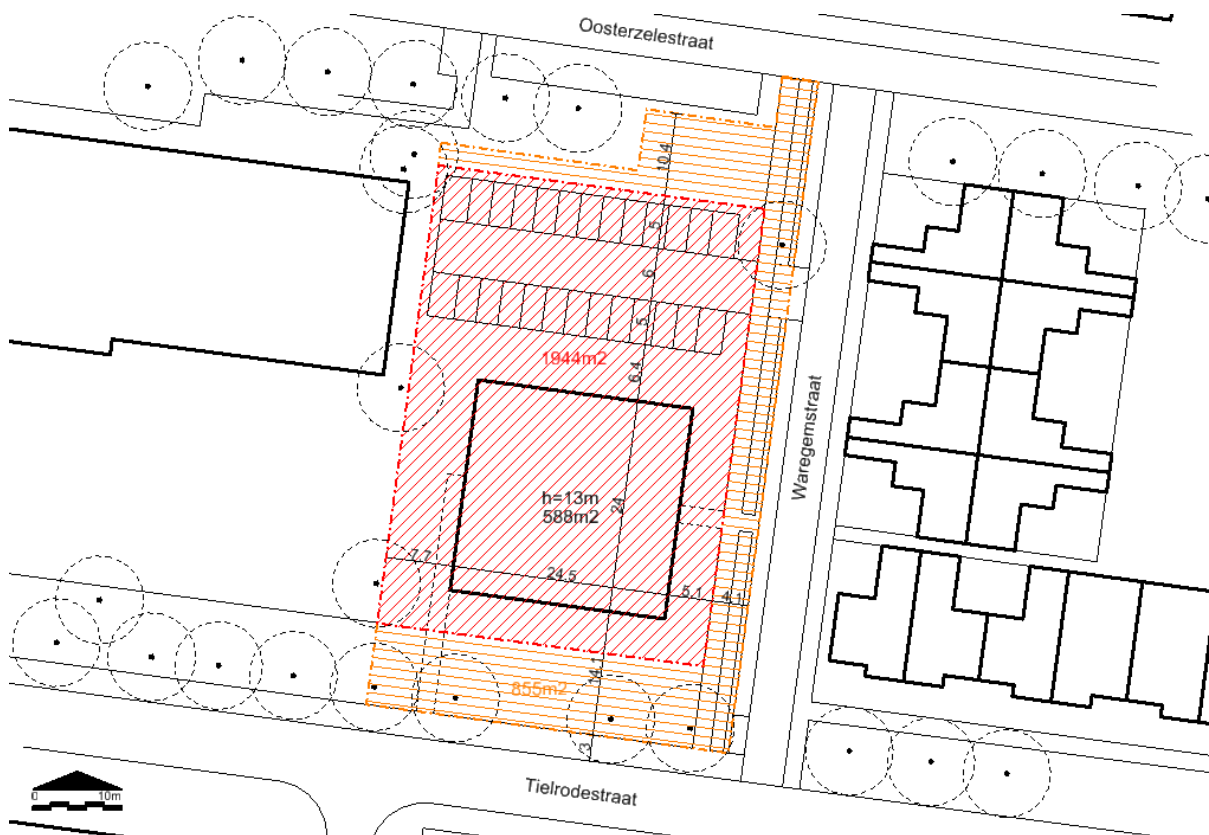 Oosterzelestraat
10.4
5
6
5
1944m2
6.4
Waregemstraat
h=13m
588m2
24
7.7
24.5
5.1
4.1
14.1
855m2
3
0
10m
Tielrodestraat